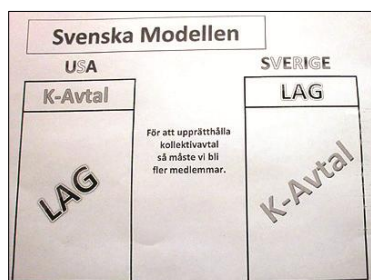 Svenska Modellen
USA
K-Avtal
LAG
För att upprätthålla
kollektivavtal
så måste vi bli
fler medlemmar.
SVERIGE
LAG
K-Avtal